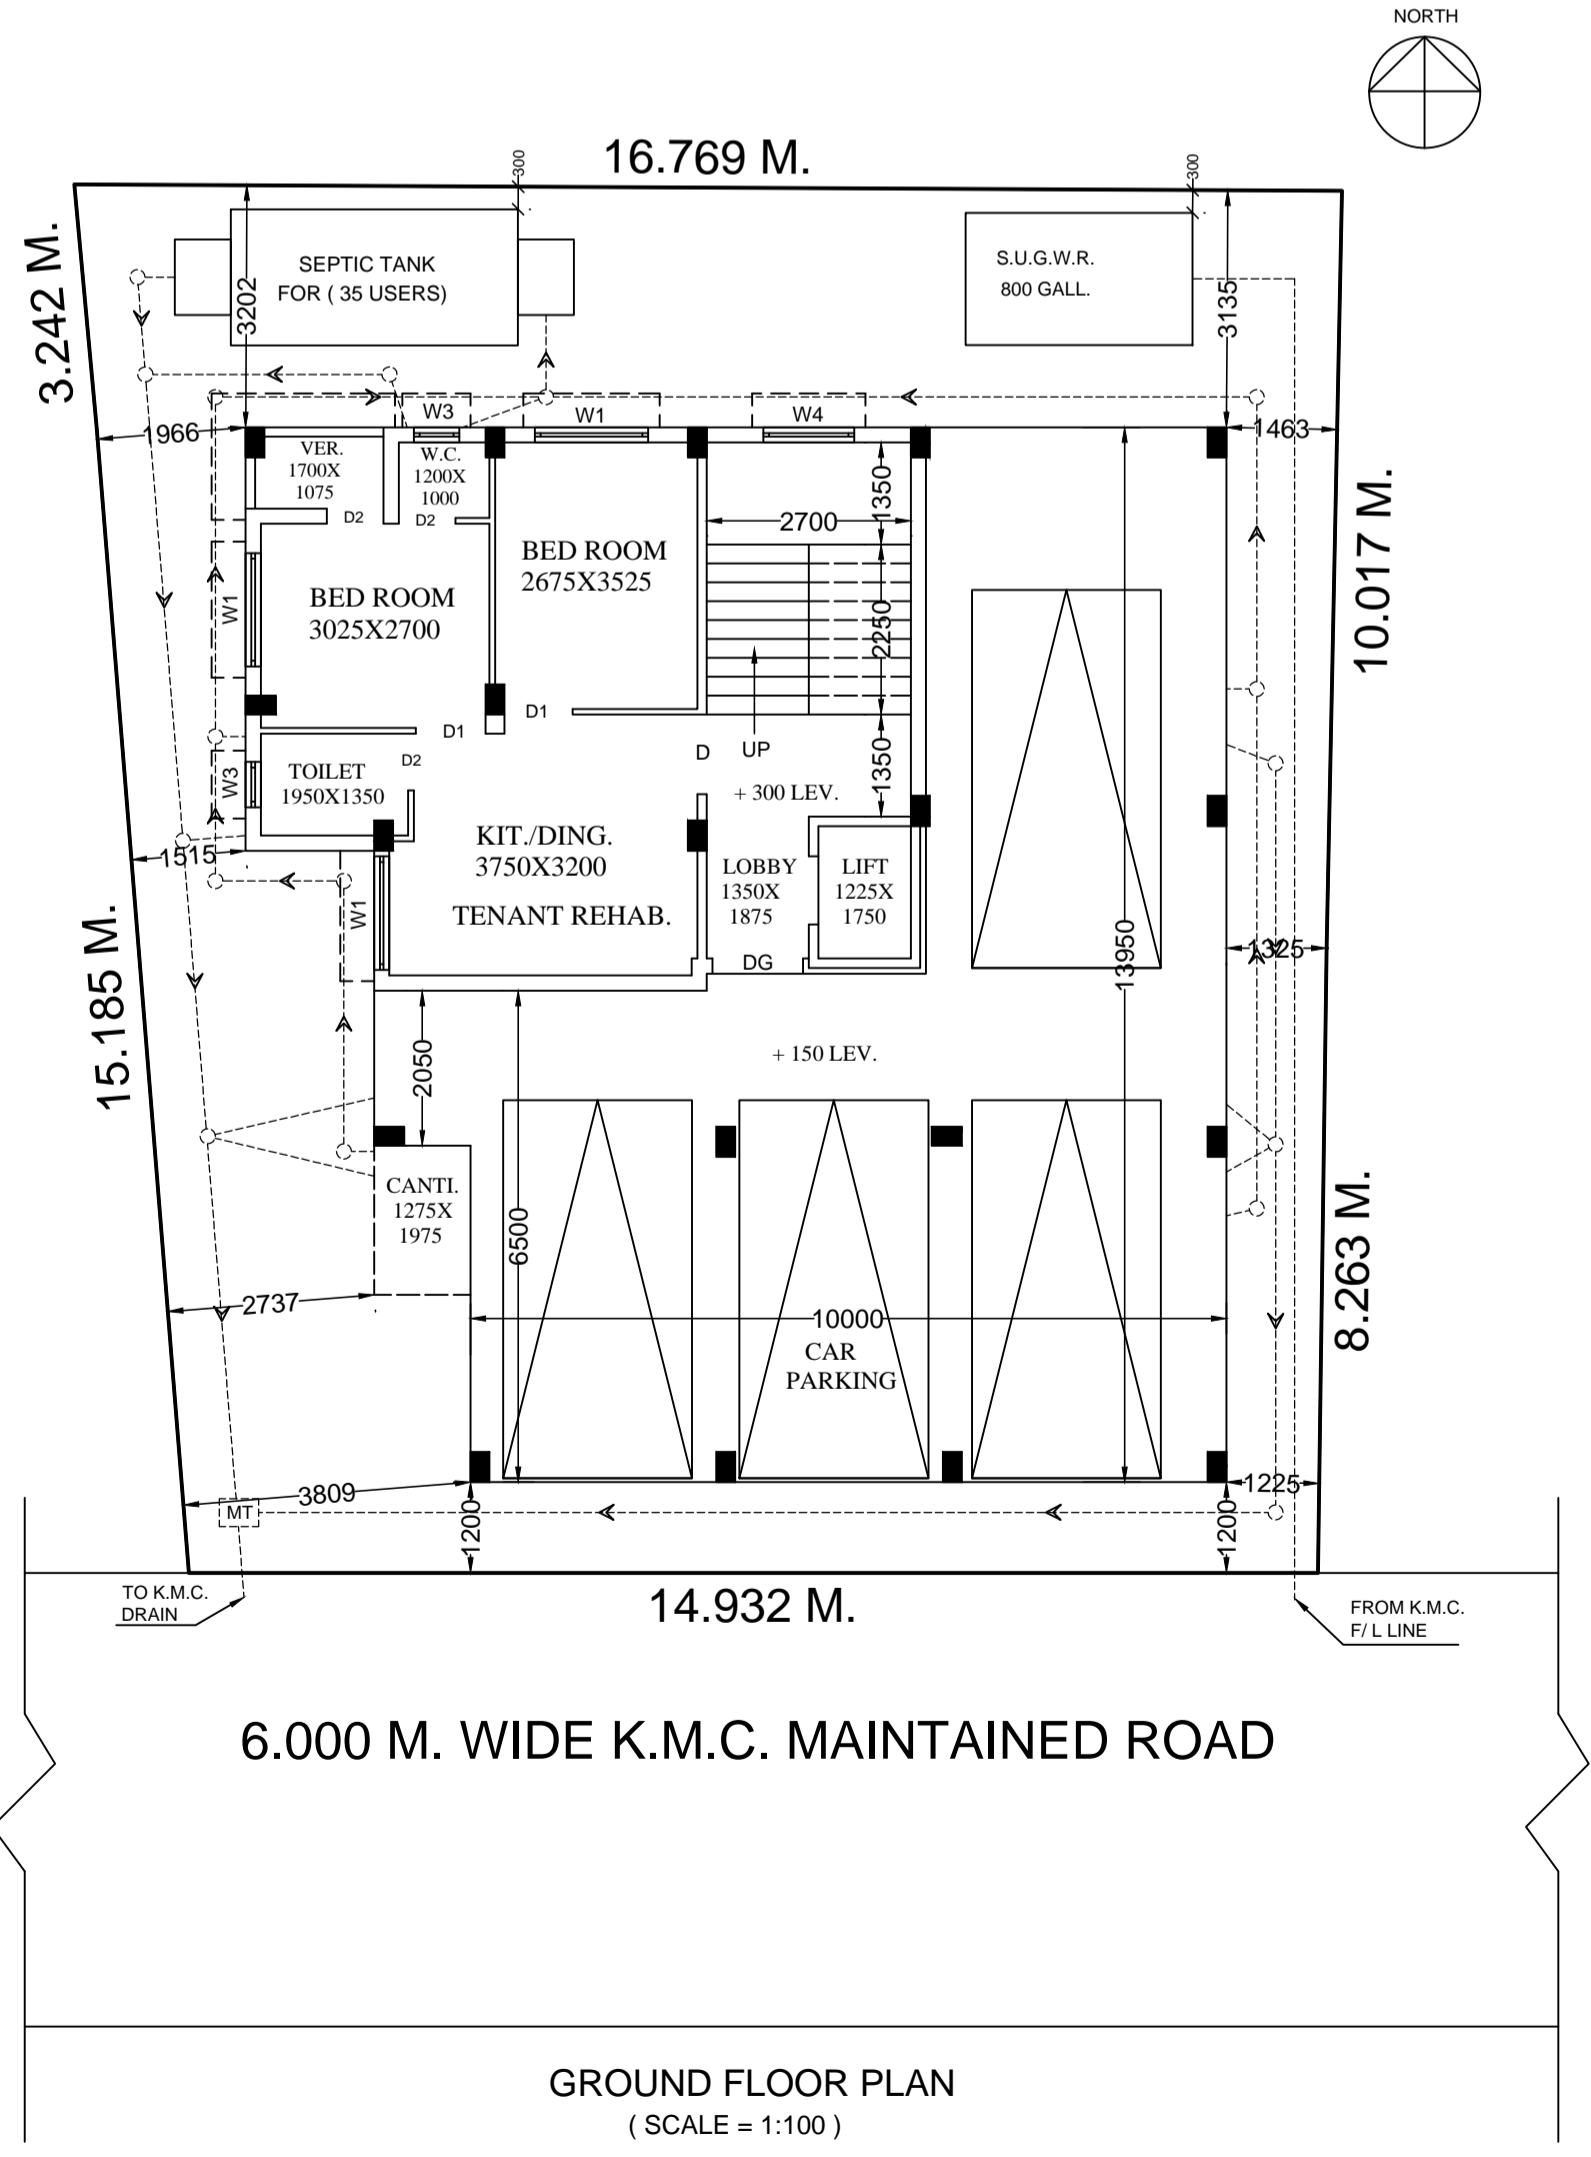 NORTH
16.769 M.
300
300
3.242 M.
SEPTIC TANK
FOR ( 35 USERS)
3202
S.U.G.W.R.
800 GALL.
3135
W3
W1
W4
1966
1463
VER.
1700X
1075
W.C.
1200X
1000
D2
D2
1350
2700
10.017 M.
BED ROOM
2675X3525
BED ROOM
3025X2700
W1
2250
D1
D1
D
UP
TOILET
1950X1350
D2
W3
+ 300 LEV.
1350
1515
KIT./DING.
3750X3200
TENANT REHAB.
LOBBY
1350X
1875
LIFT
1225X
1750
W1
DG
13950
1325
15.185 M.
2050
+ 150 LEV.
CANTI.
1275X
1975
6500
8.263 M.
2737
10000
CAR
PARKING
3809
MT
1200
1225
1200
TO K.M.C.
DRAIN
14.932 M.
FROM K.M.C.
F/ L LINE
6.000 M. WIDE K.M.C. MAINTAINED ROAD
GROUND FLOOR PLAN
( SCALE = 1:100 )